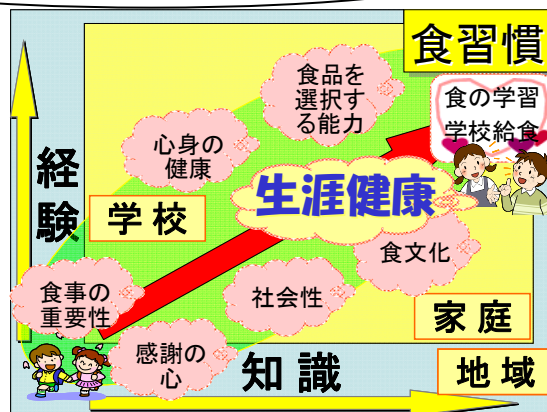 食習慣
食品を
選択す
る能力
食の学習
学校給食
心身の
健康
経
験
生涯健康
学校
食文化
食事の
重要性
社会性
家庭
感謝の
心
知識
地域